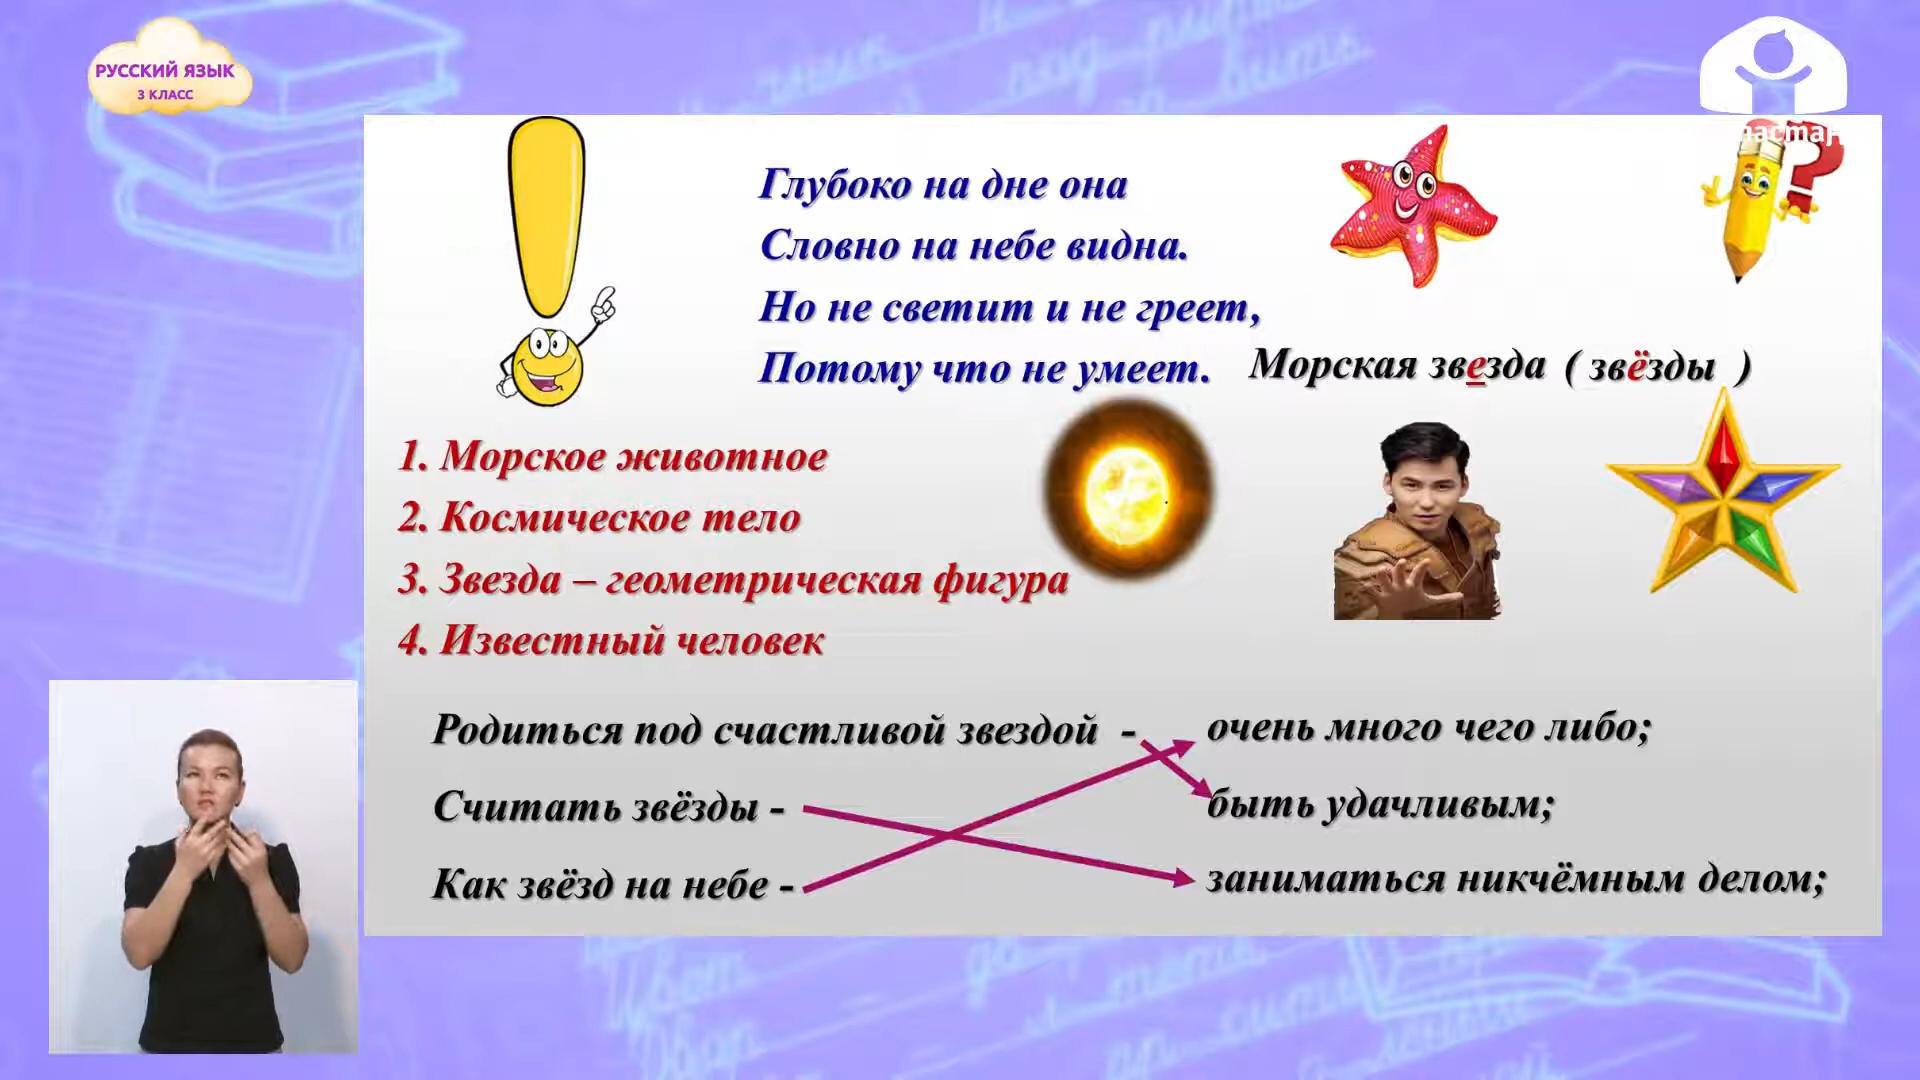 РУССКИЙ ЯЗЫК
3 КЛАСС
Глубоко на дне она
Словно на небе видна.
Но не светит и не греет,
Потому что не умеет.
Морская звезда ( звёзды )
1. Морское животное
2. Космическое тело
3. Звезда – геометрическая фигура
4. Известный человек
Родиться под счастливой звездой -
очень много чего либо;
Считать звёзды -
быть удачливым;
Как звёзд на небе -
заниматься никчёмным делом;